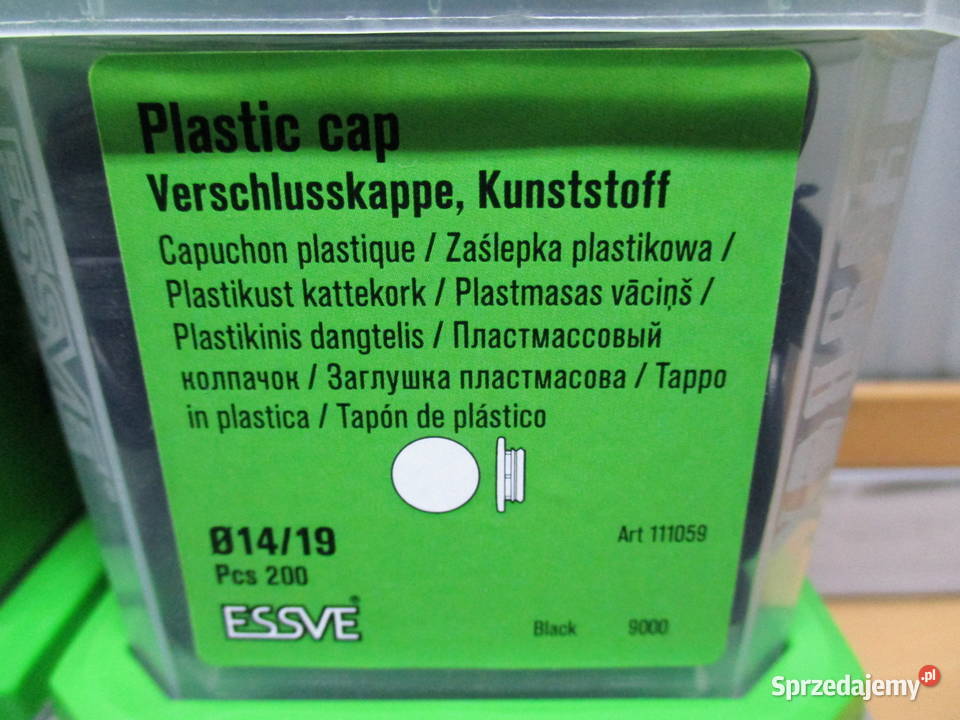 Plastic cap
Verschlusskappe, Kunststoff
Capuchon plastique / Zaślepka plastikowa /
Plastikust kattekork / Plastmasas vāciņš /
Plastikinis dangtelis / Пластмассовый
колпачок / Заглушка пластмасова / Tappo
in plastica / Tapón de plástico
Ø14/19
Art 111059
Pcs 200
ESSVE®
Black 9000
Sprzedajemy.pl